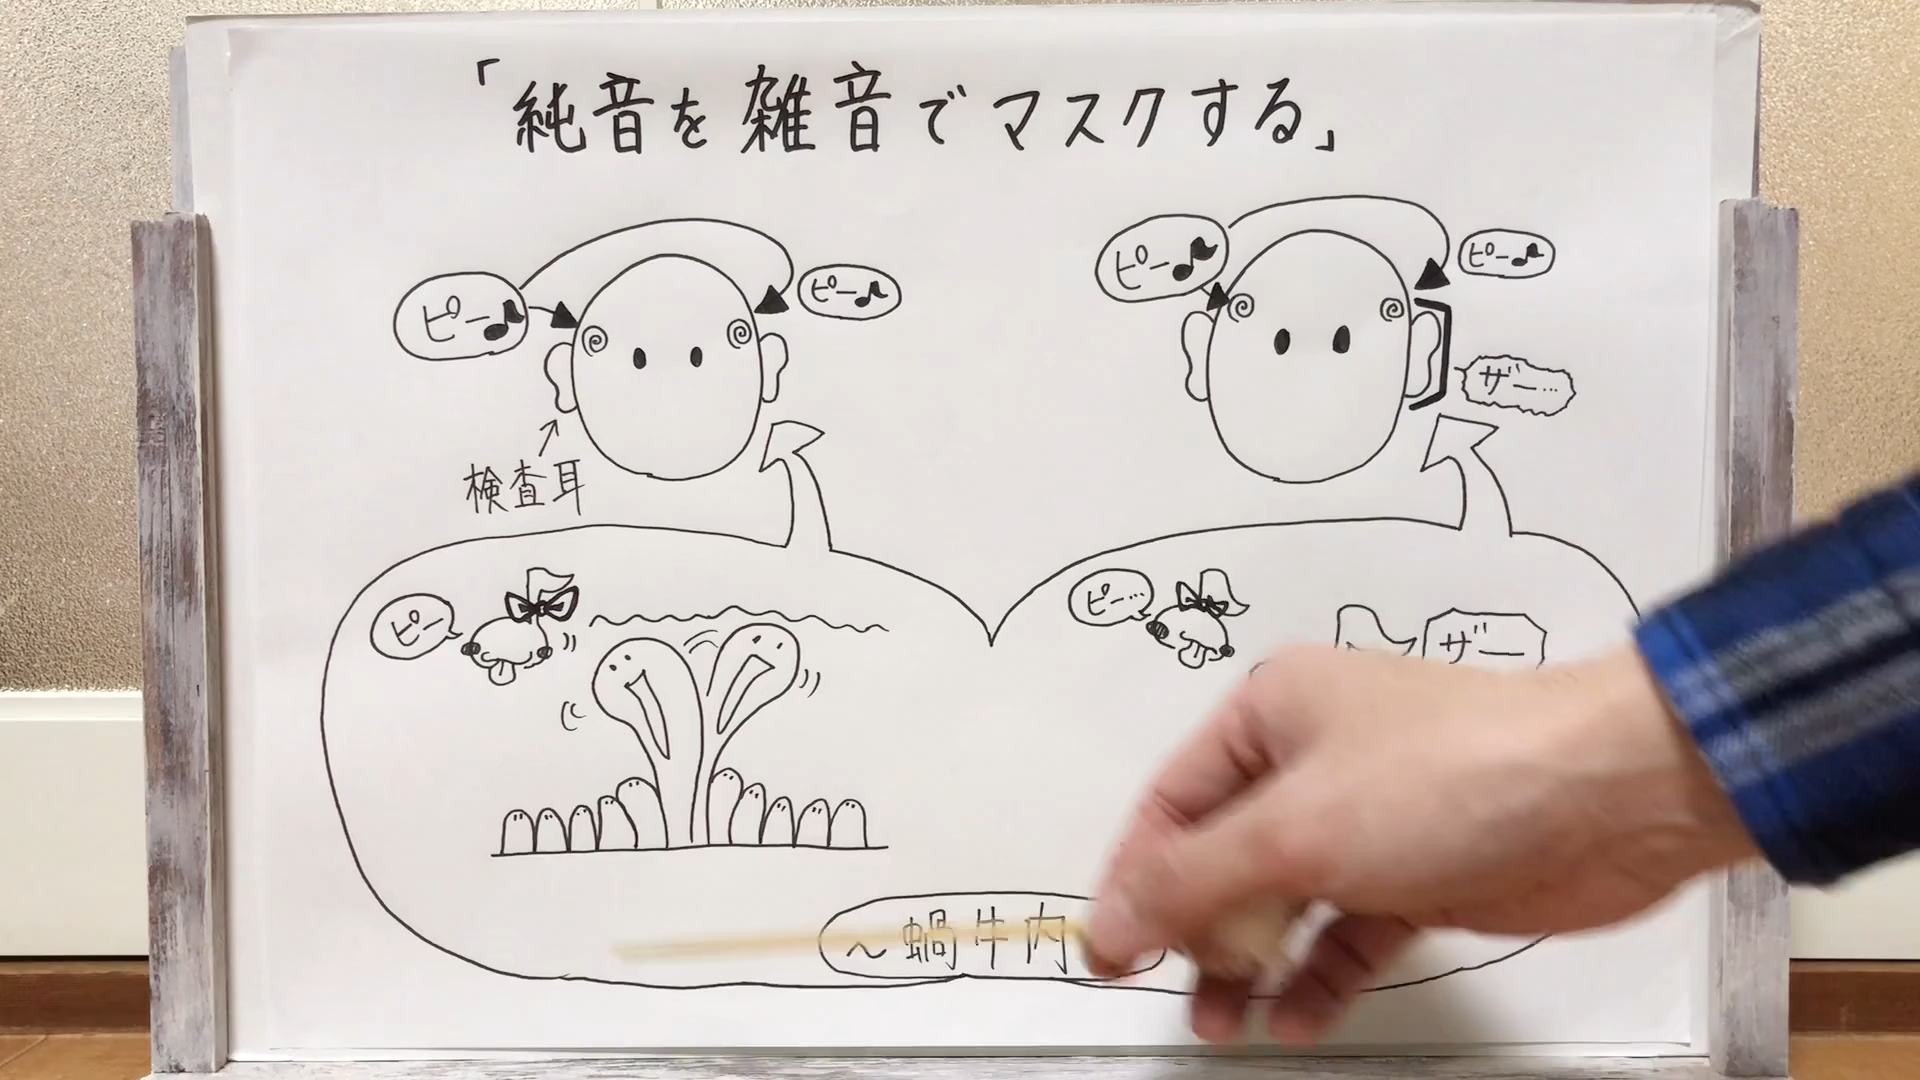 「純音を雑音でマスクする」
ピー♪
ピー♪
検査耳
ピー♪
ピー♪
ザー…
ピー
ピー…
ザー
～蝸牛内